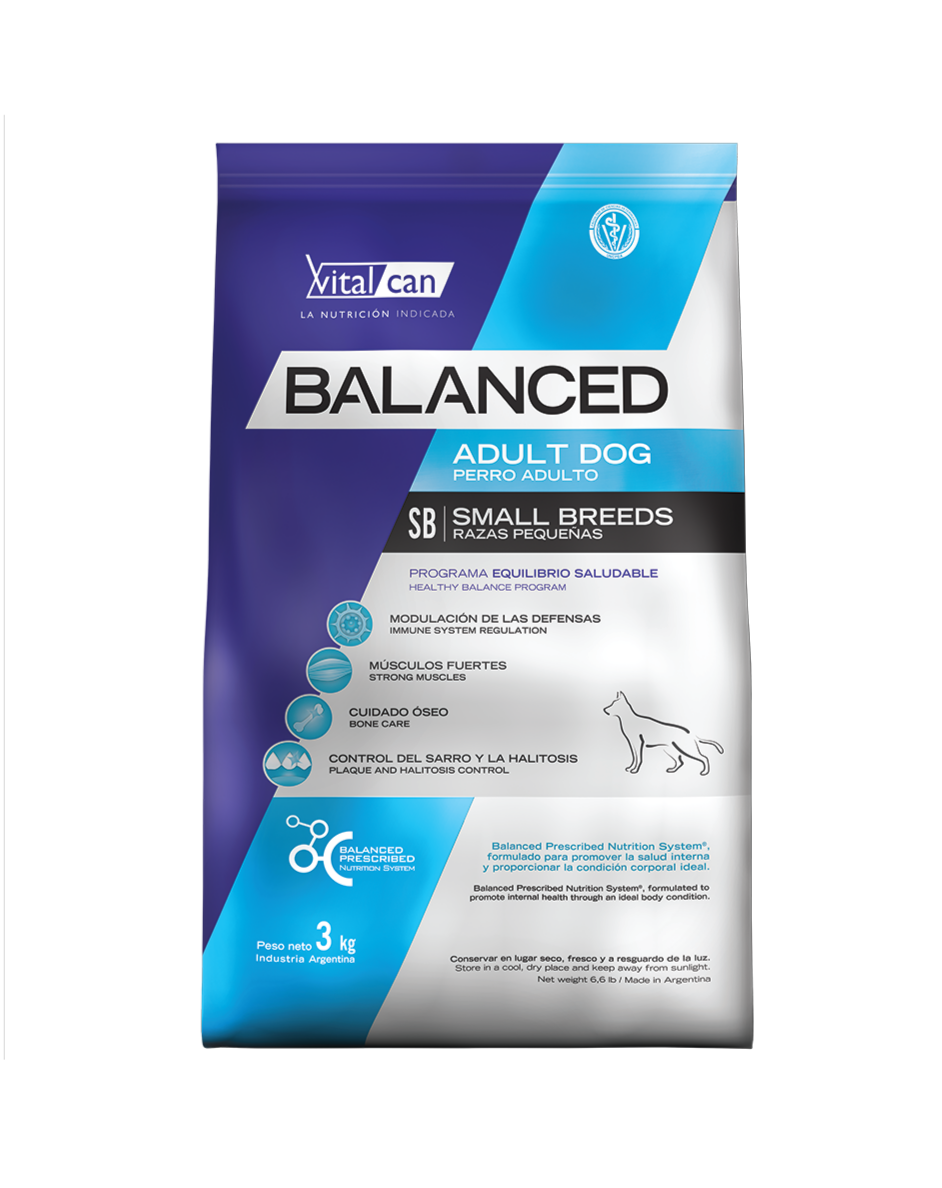 Vital can
LA NUTRICIÓN INDICADA
BALANCED
ADULT DOG
PERRO ADULTO
SB SMALL BREEDS
RAZAS PEQUEÑAS
PROGRAMA EQUILIBRIO SALUDABLE
HEALTHY BALANCE PROGRAM
MODULACIÓN DE LAS DEFENSAS
IMMUNE SYSTEM REGULATION
MÚSCULOS FUERTES
STRONG MUSCLES
CUIDADO ÓSEO
BONE CARE
CONTROL DEL SARRO Y LA HALITOSIS
PLAQUE AND HALITOSIS CONTROL
BALANCED
PRESCRIBED
NUTRITION SYSTEM
Balanced Prescribed Nutrition System®,
formulado para promover la salud interna
y proporcionar la condición corporal ideal.
Balanced Prescribed Nutrition System®, formulated to
promote internal health through an ideal body condition.
Peso neto 3 kg
Industria Argentina
Conservar en lugar seco, fresco y a resguardo de la luz.
Store in a cool, dry place and keep away from sunlight.
Net weight 6,6 lb / Made in Argentina